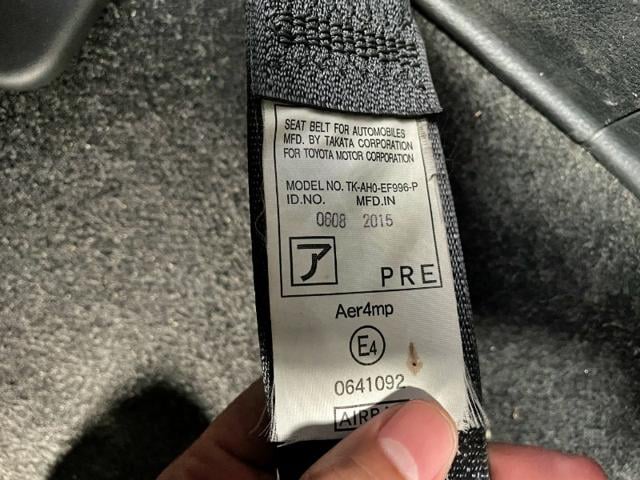 SEAT BELT FOR AUTOMOBILES
MFD. BY TAKATA CORPORATION
FOR TOYOTA MOTOR CORPORATION
MODEL NO. TK-AH0-EF996-P
ID.NO. MFD.IN
0608 2015
ア PRE
Aer4mp
E4
0641092